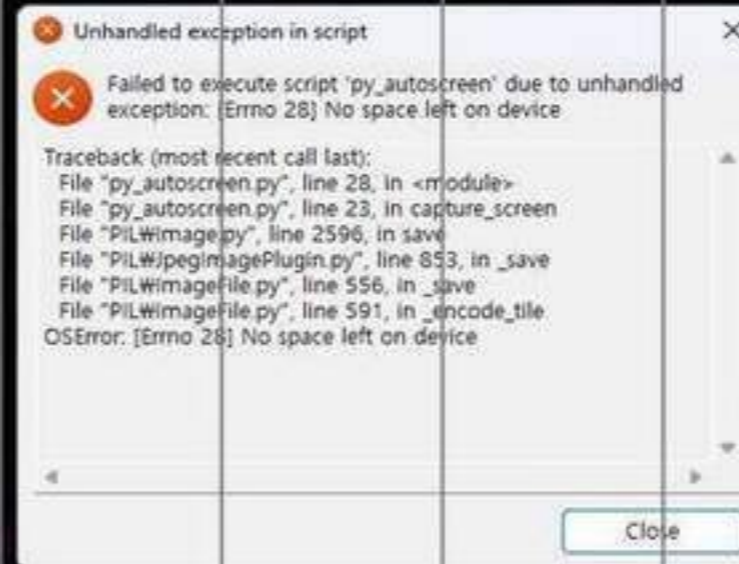 Unhandled exception in script
Failed to execute script 'py_autoscreen' due to unhandled
exception: [Errno 28] No space left on device
Traceback (most recent call last):
File "py_autoscreen.py", line 28, in <module>
File "py_autoscreen.py", line 23, in capture_screen
File "PIL₩Image.py", line 2596, in save
File "PIL₩JpegImagePlugin.py", line 853, in _save
File "PIL₩ImageFile.py", line 556, in _save
File "PIL₩ImageFile.py", line 591, in _encode_tile
OSError: [Errno 28] No space left on device
Close